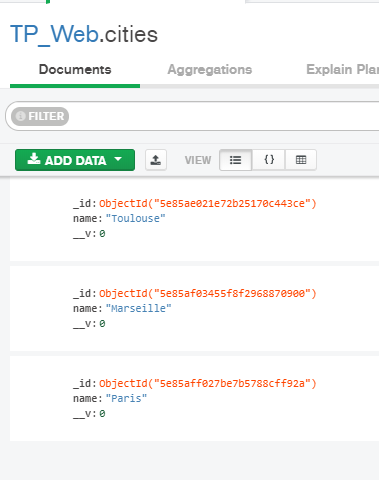 TP_Web.cities
Documents Aggregations Explain Pla
FILTER
ADD DATA VIEW { }
_id: ObjectId("5e85ae021e72b25170c443ce")
name: "Toulouse"
__v: 0
_id: ObjectId("5e85af03455f8f2968870900")
name: "Marseille"
__v: 0
_id: ObjectId("5e85aff027be7b5788cff92a")
name: "Paris"
__v: 0